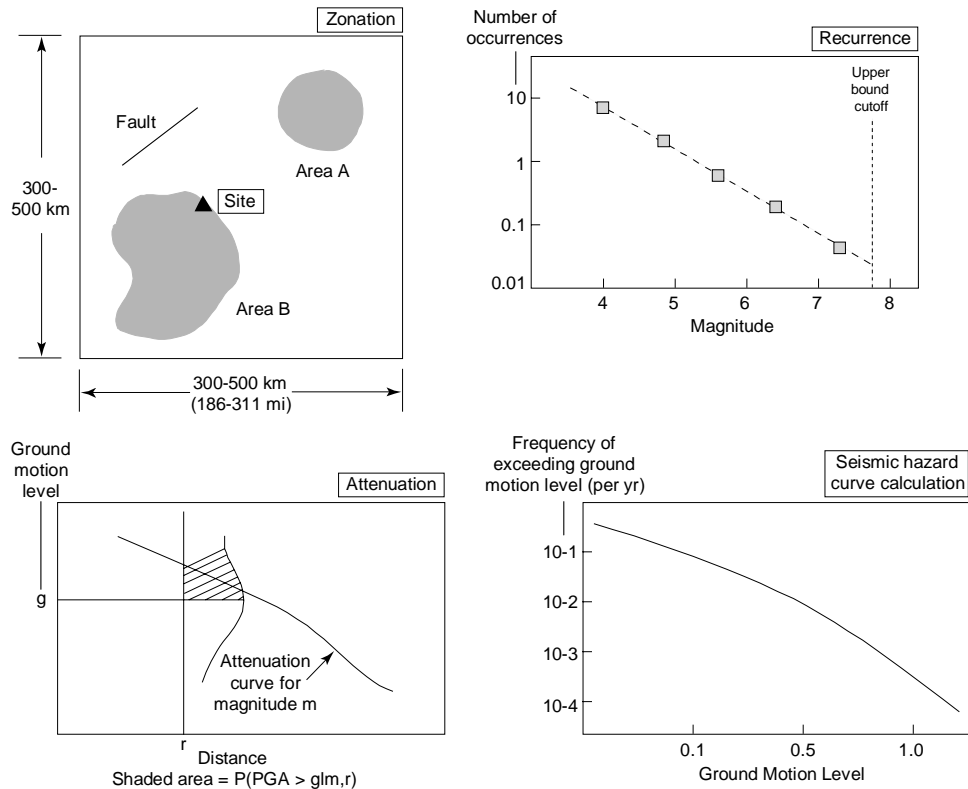 Zonation
Fault
Area A
300-
500 km
Site
Area B
300-500 km
(186-311 mi)
Number of
occurrences
Recurrence
Upper
bound
cutoff
10
1
0.1
0.01
4 5 6 7 8
Magnitude
Ground
motion
level
Attenuation
g
Attenuation
curve for
magnitude m
r
Distance
Shaded area = P(PGA > glm,r)
Frequency of
exceeding ground
motion level (per yr)
Seismic hazard
curve calculation
10-1
10-2
10-3
10-4
0.1 0.5 1.0
Ground Motion Level